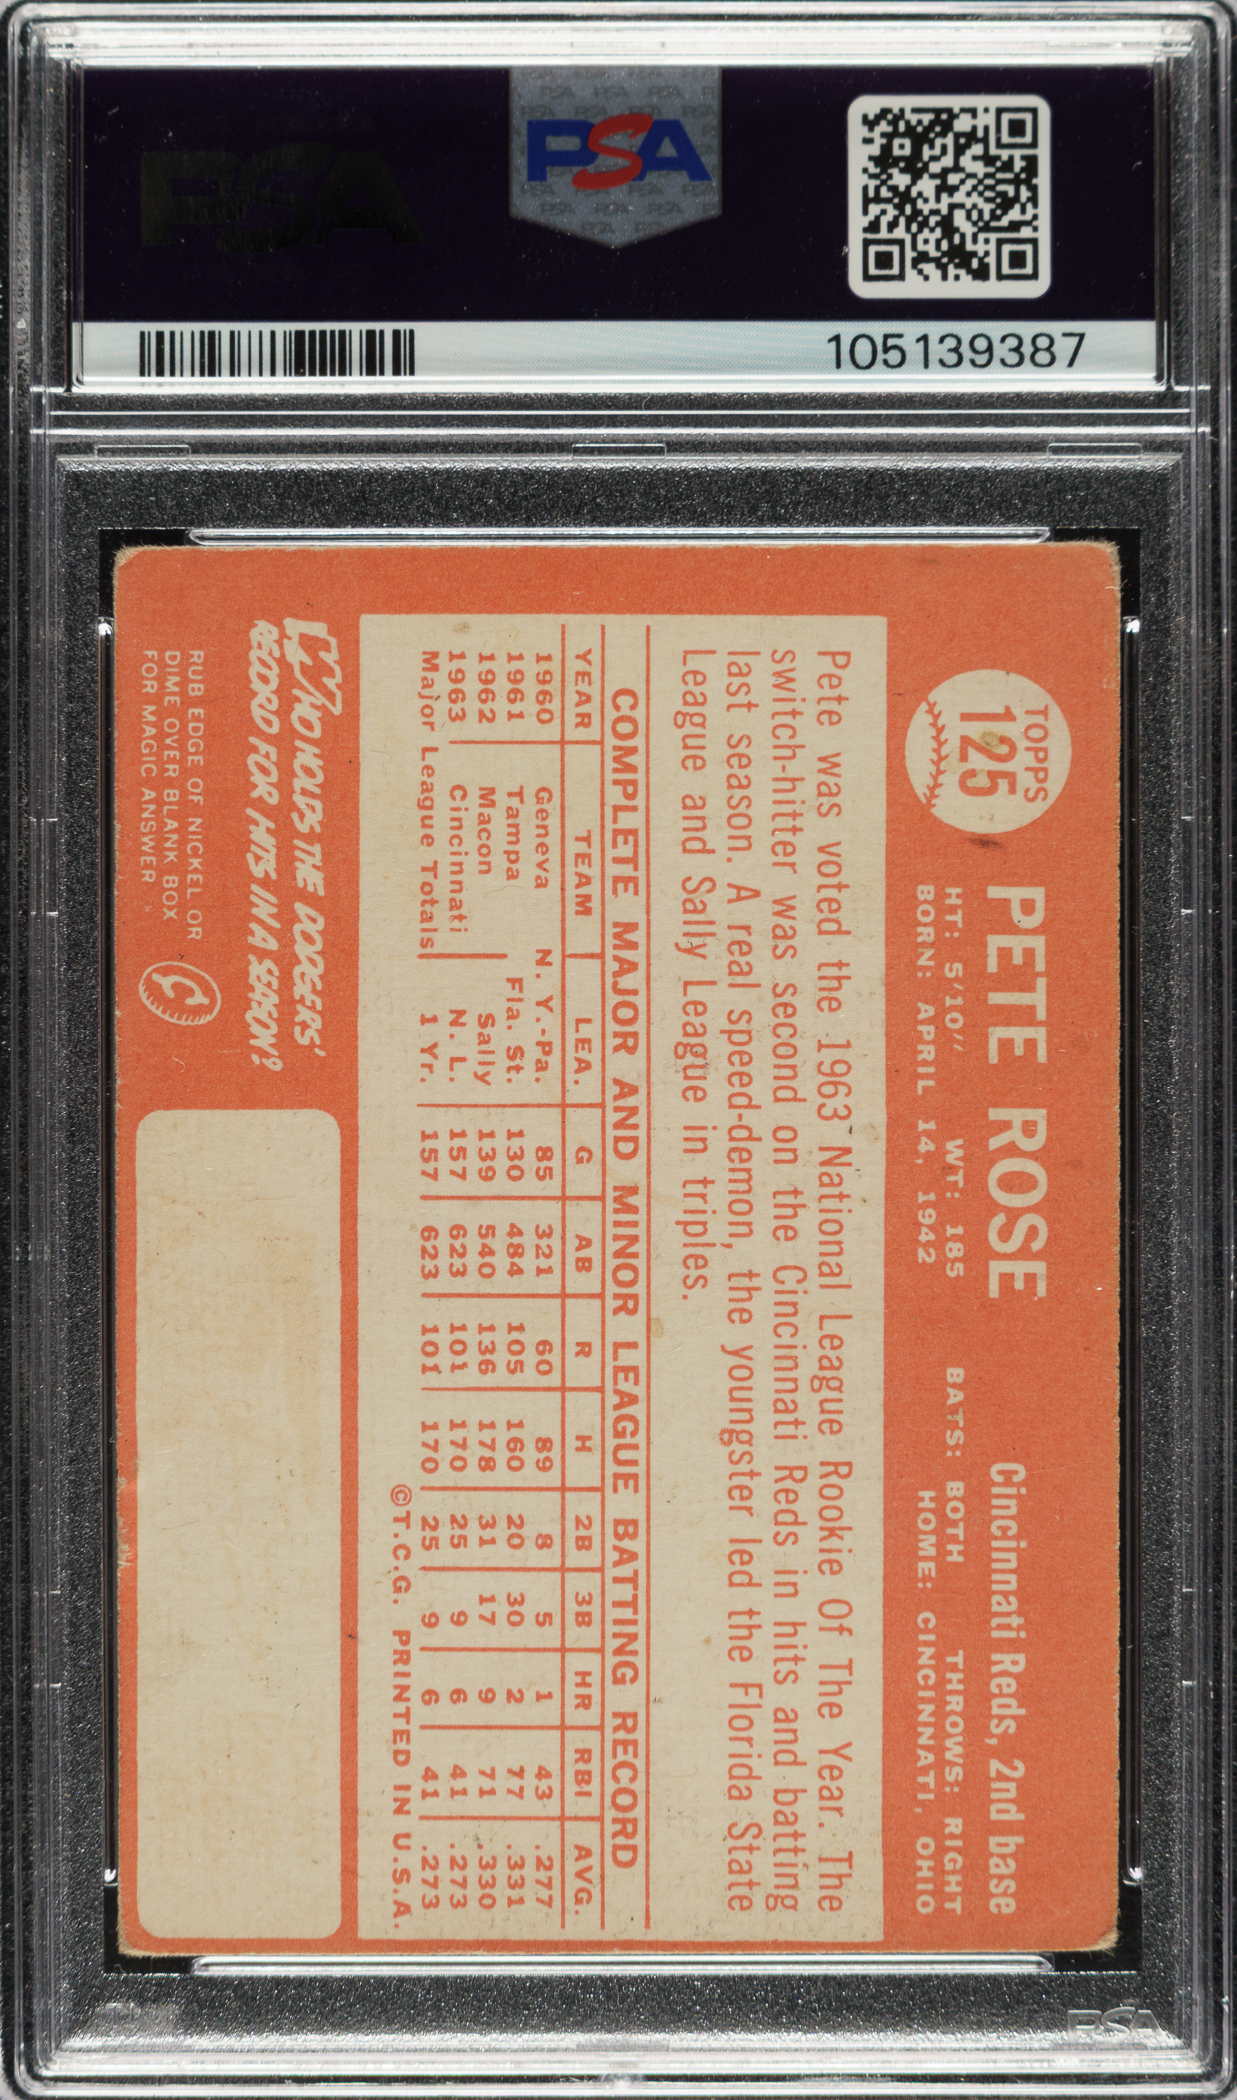 PSA
PSA
105139387
TOPPS
125
PETE ROSE
Cincinnati Reds, 2nd base
HT: 5'10" WT: 185 BATS: BOTH THROWS: RIGHT
BORN: APRIL 14, 1942 HOME: CINCINNATI, OHIO
Pete was voted the 1963 National League Rookie Of The Year. The
switch-hitter was second on the Cincinnati Reds in hits and batting
last season. A real speed-demon, the youngster led the Florida State
League and Sally League in triples.
COMPLETE MAJOR AND MINOR LEAGUE BATTING RECORD
YEAR TEAM LEA. G AB R H 2B 3B HR RBI AVG.
1960 Geneva N. Y.-Pa. 85 321 60 89 8 5 1 43 .277
1961 Tampa Fla. St. 130 484 105 160 20 30 2 77 .331
1962 Macon Sally 139 540 136 178 31 17 9 71 .330
1963 Cincinnati N. L. 157 623 101 170 25 9 6 41 .273
Major League Totals 1 Yr. 157 623 101 170 25 9 6 41 .273
©T.C.G. PRINTED IN U.S.A.
WHO HOLDS THE DODGERS'
RECORD FOR HITS IN A SEASON?
RUB EDGE OF NICKEL OR
DIME OVER BLANK BOX
FOR MAGIC ANSWER
C
PSA